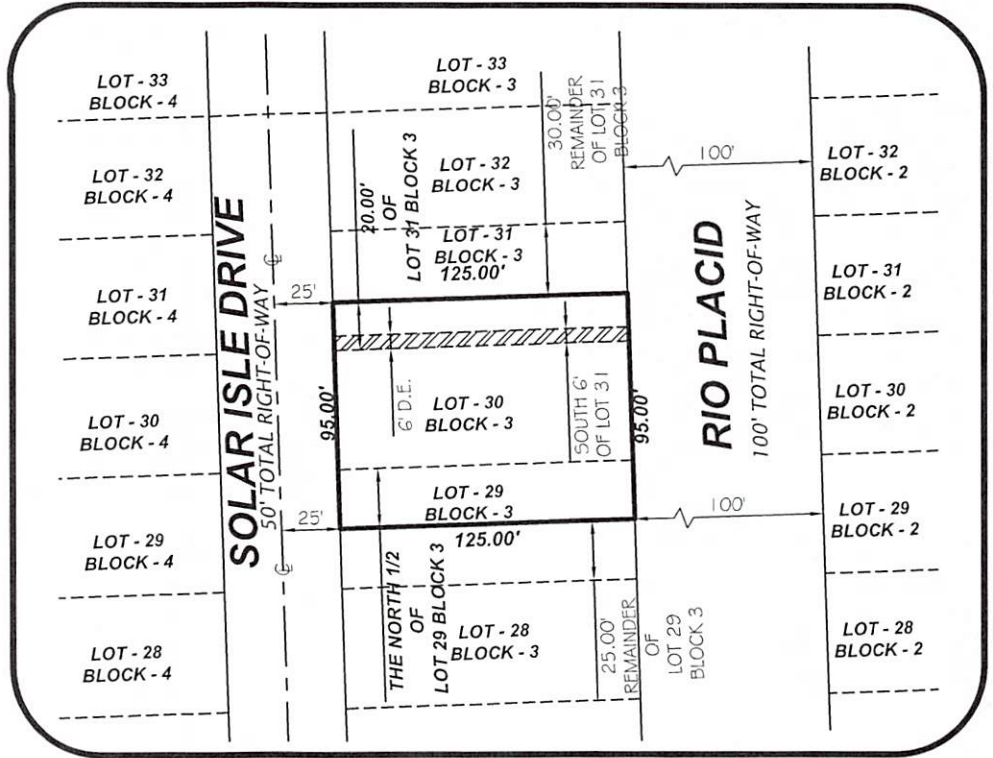 LOT - 33
BLOCK - 4
LOT - 32
BLOCK - 4
LOT - 31
BLOCK - 4
LOT - 30
BLOCK - 4
LOT - 29
BLOCK - 4
LOT - 28
BLOCK - 4
SOLAR ISLE DRIVE
50' TOTAL RIGHT-OF-WAY
℄
℄
25'
25'
LOT - 33
BLOCK - 3
LOT - 32
BLOCK - 3
LOT - 31
BLOCK - 3
125.00'
20.00'
OF
LOT 31 BLOCK 3
30.00'
REMAINDER
OF LOT 31
BLOCK 3
95.00'
6' D.E.
LOT - 30
BLOCK - 3
SOUTH 6'
OF LOT 31
95.00'
LOT - 29
BLOCK - 3
125.00'
THE NORTH 1/2
OF
LOT 29 BLOCK 3
LOT - 28
BLOCK - 3
25.00'
REMAINDER
OF
LOT 29
BLOCK 3
100'
RIO PLACID
100' TOTAL RIGHT-OF-WAY
100'
LOT - 32
BLOCK - 2
LOT - 31
BLOCK - 2
LOT - 30
BLOCK - 2
LOT - 29
BLOCK - 2
LOT - 28
BLOCK - 2